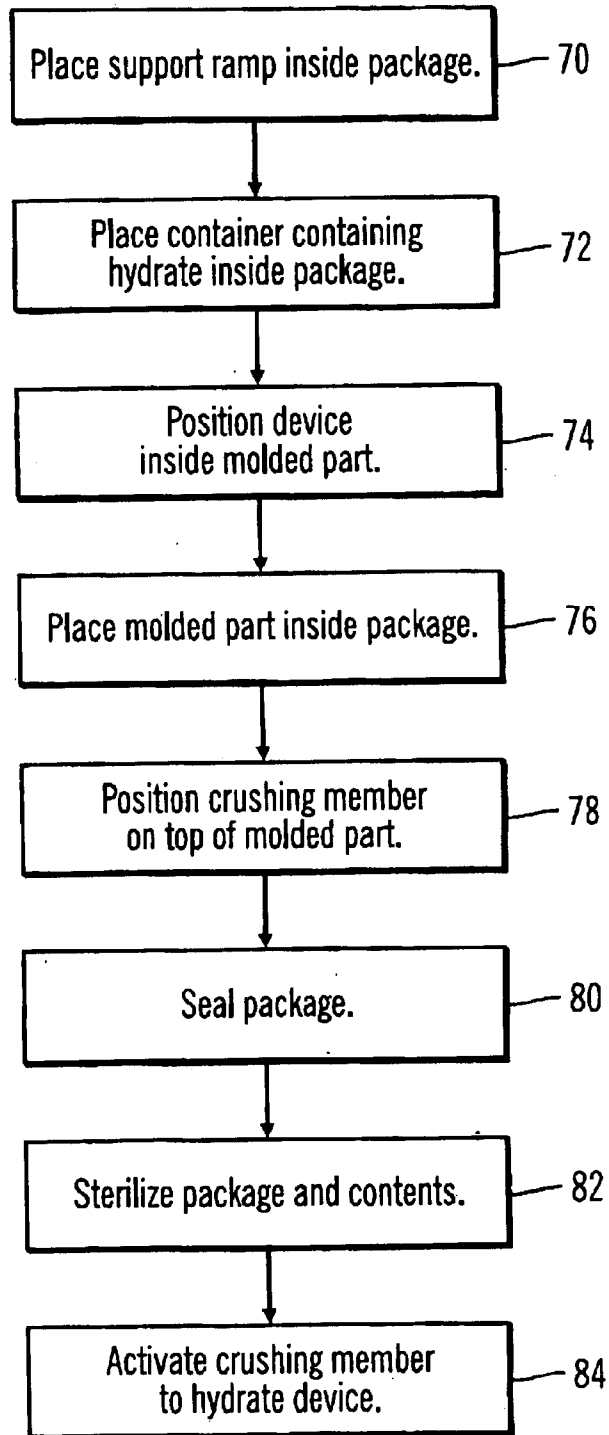 Place support ramp inside package.
70
Place container containing
hydrate inside package.
72
Position device
inside molded part.
74
Place molded part inside package.
76
Position crushing member
on top of molded part.
78
Seal package.
80
Sterilize package and contents.
82
Activate crushing member
to hydrate device.
84